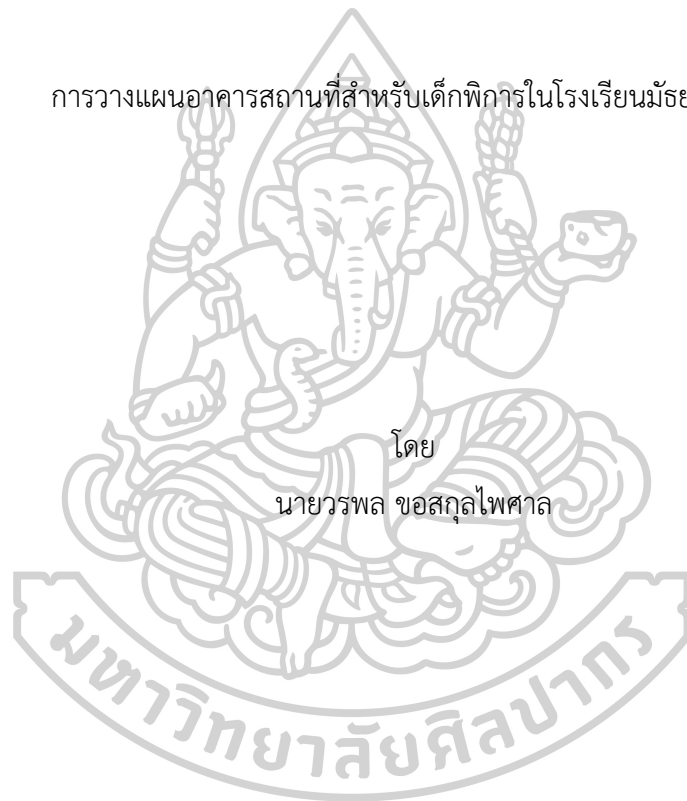 การวางแผนอาคารสถานที่สำหรับเด็กพิการในโรงเรียนมัธย
โดย
นายวรพล ขอสกุลไพศาล
มหาวิทยาลัยศิลปากร